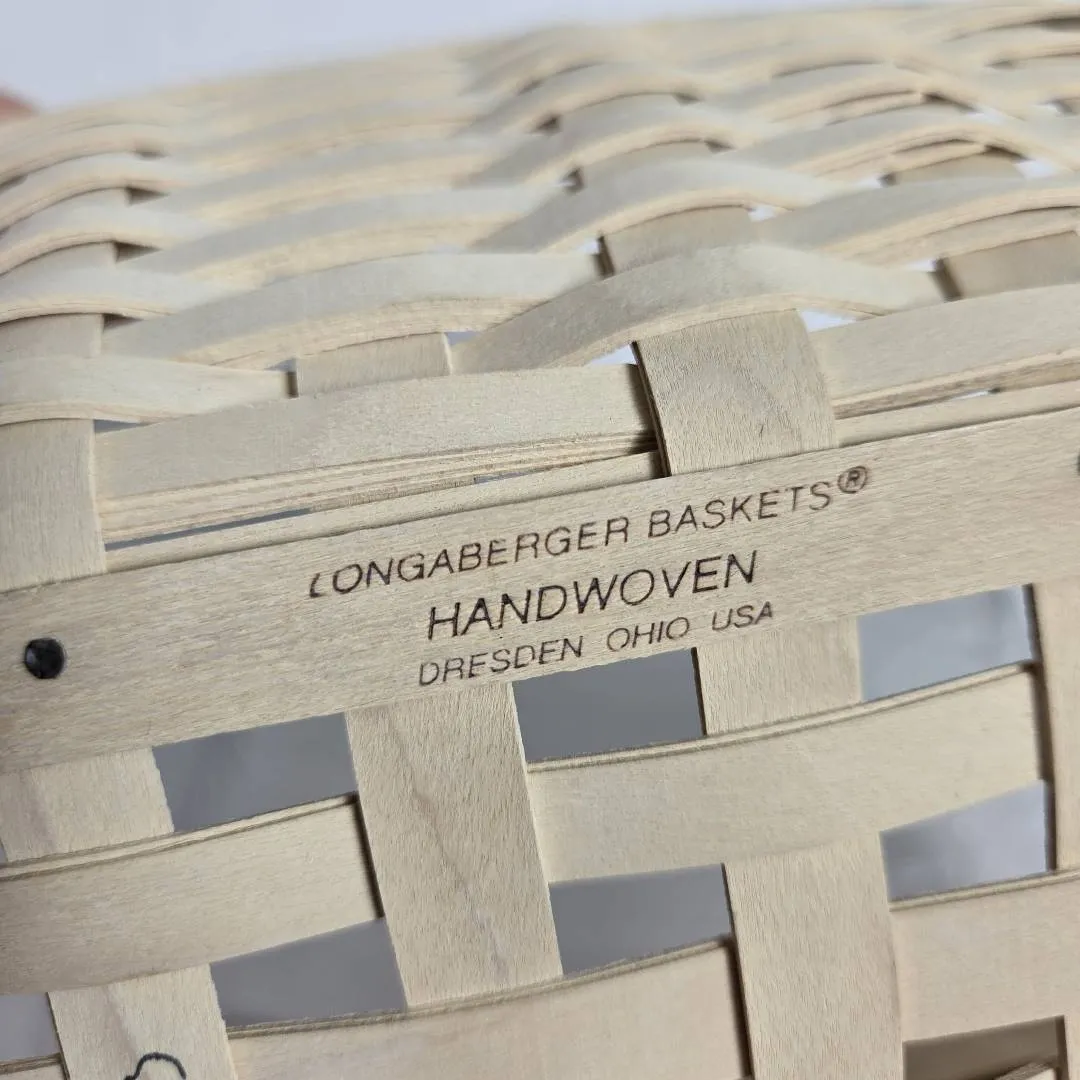 LONGABERGER BASKETS®
HANDWOVEN
DRESDEN OHIO USA